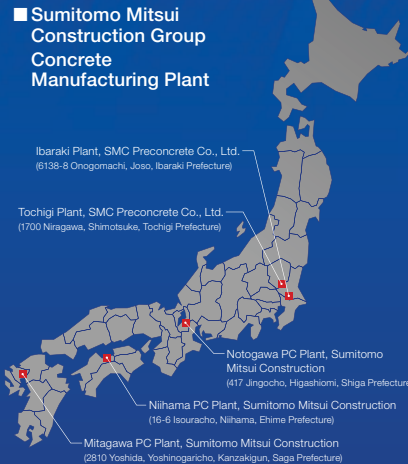 ■ Sumitomo Mitsui
Construction Group
Concrete
Manufacturing Plant
Ibaraki Plant, SMC Preconcrete Co., Ltd.
(6138-8 Onogomachi, Joso, Ibaraki Prefecture)
Tochigi Plant, SMC Preconcrete Co., Ltd.
(1700 Niragawa, Shimotsuke, Tochigi Prefecture)
Notogawa PC Plant, Sumitomo
Mitsui Construction
(417 Jingocho, Higashiomi, Shiga Prefecture
Niihama PC Plant, Sumitomo Mitsui Construction
(16-6 Isouracho, Niihama, Ehime Prefecture)
Mitagawa PC Plant, Sumitomo Mitsui Construction
(2810 Yoshida, Yoshinogaricho, Kanzakigun, Saga Prefecture)